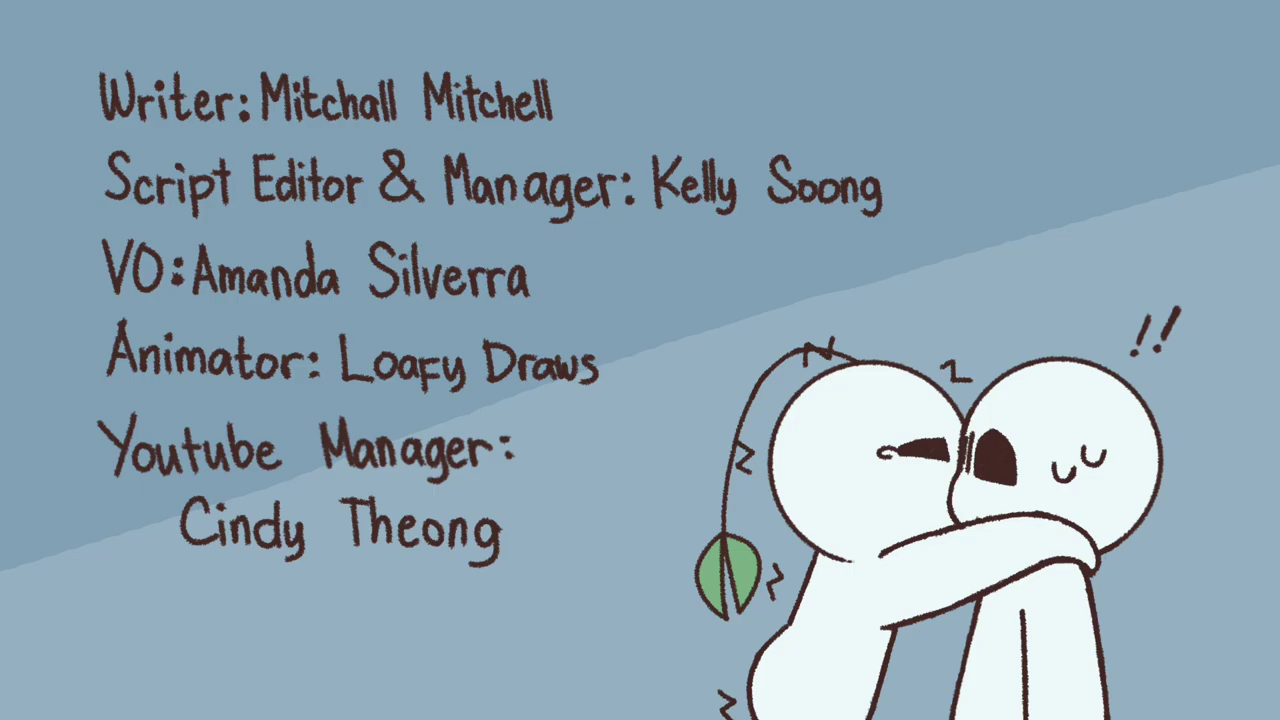 Writer: Mitchall Mitchell
Script Editor & Manager: Kelly Soong
VO: Amanda Silverra
Animator: Loafy Draws
Youtube Manager:
Cindy Theong
!!